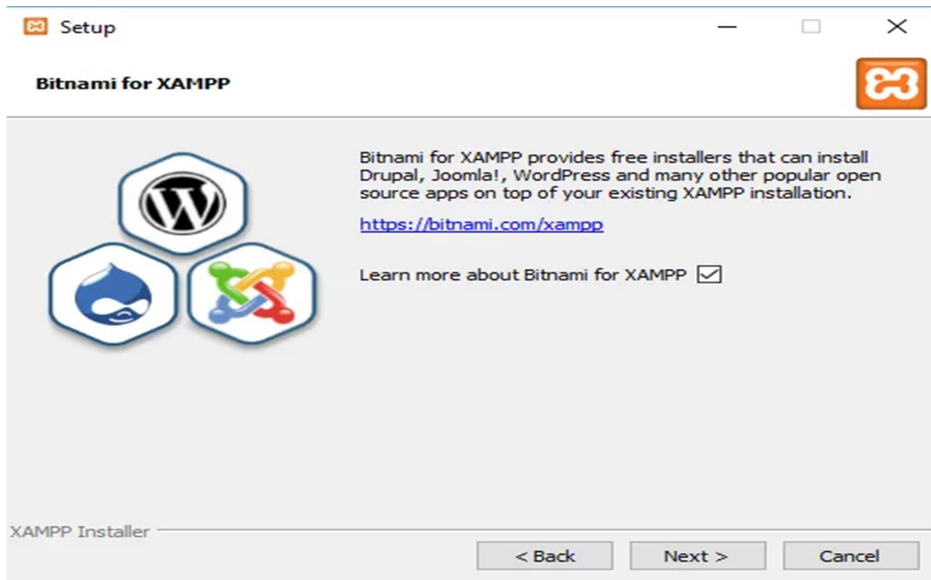 Setup
Bitnami for XAMPP
Bitnami for XAMPP provides free installers that can install
Drupal, Joomla!, WordPress and many other popular open
source apps on top of your existing XAMPP installation.
https://bitnami.com/xampp
Learn more about Bitnami for XAMPP
XAMPP Installer
< Back Next > Cancel